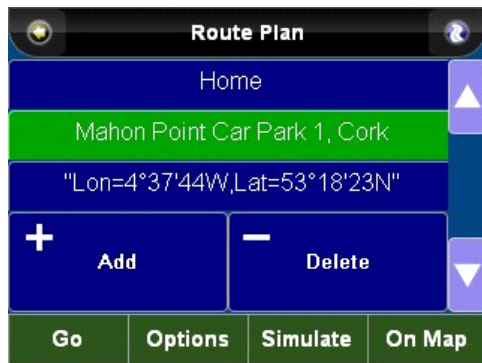 Route Plan
Home
Mahon Point Car Park 1, Cork
"Lon=4°37'44W,Lat=53°18'23N"
+ Add
− Delete
Go Options Simulate On Map